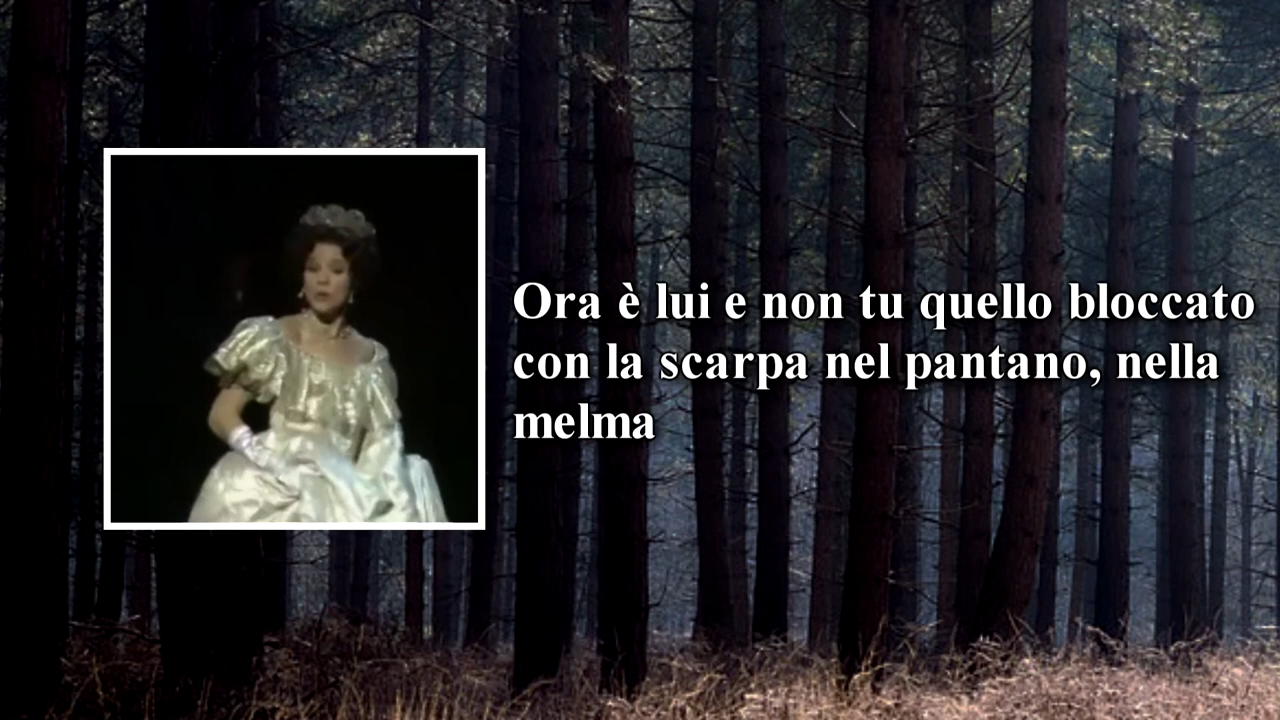 Ora è lui e non tu quello bloccato
con la scarpa nel pantano, nella
melma